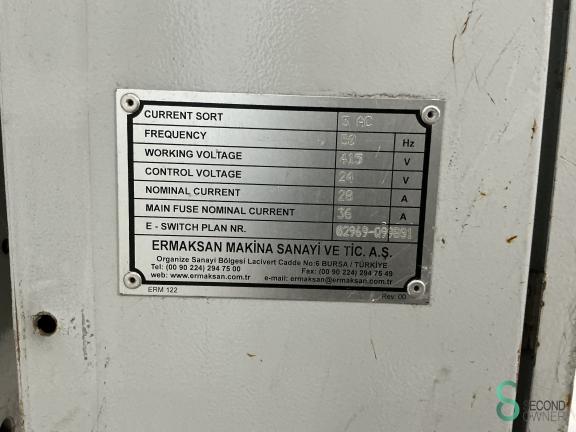 CURRENT SORT 3 AC
FREQUENCY 50 Hz
WORKING VOLTAGE 415 V
CONTROL VOLTAGE 24 V
NOMINAL CURRENT 28 A
MAIN FUSE NOMINAL CURRENT 36 A
E - SWITCH PLAN NR.
ERMAKSAN MAKİNA SANAYİ VE TİC. A.Ş.
Organize Sanayi Bölgesi Lacivert Cadde No:6 BURSA / TÜRKİYE
Tel: (00 90 224) 294 75 00 Fax: (00 90 224) 294 75 49
web: www.ermaksan.com.tr e-mail: ermaksan@ermaksan.com.tr
ERM 122 Rev: 00
SECOND
OWNER